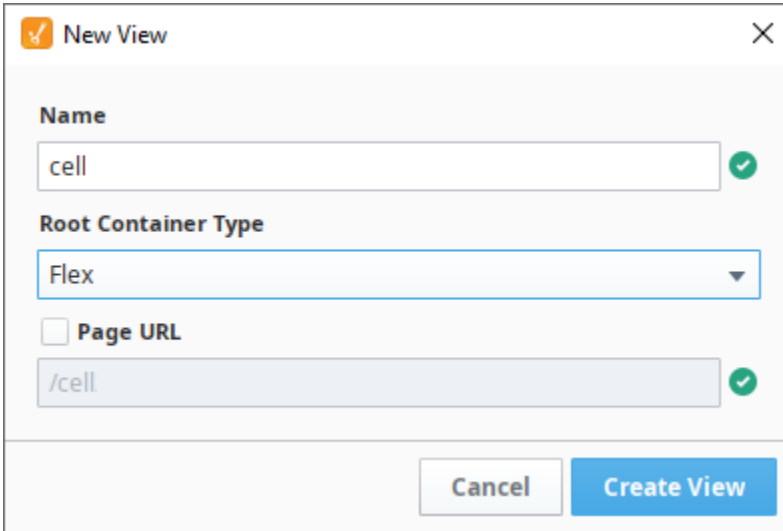 New View
Name
cell
Root Container Type
Flex
Page URL
/cell
Cancel
Create View